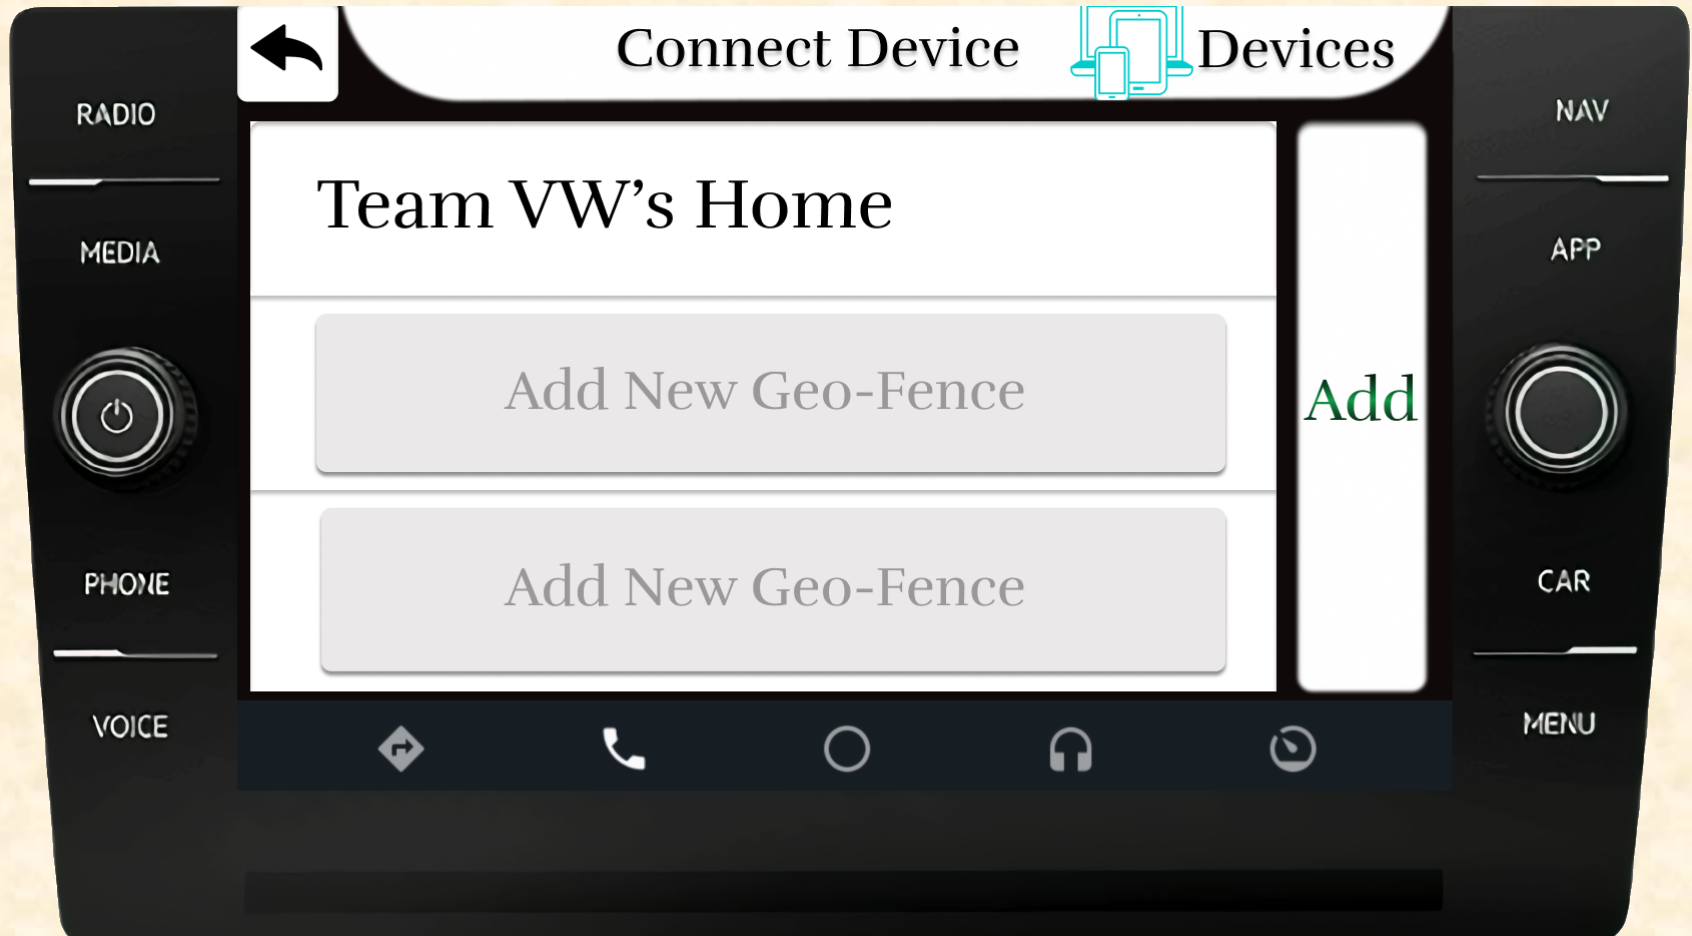 Connect Device
Devices
RADIO
MEDIA
PHONE
VOICE
Team VW’s Home
Add New Geo-Fence
Add New Geo-Fence
Add
NAV
APP
CAR
MENU